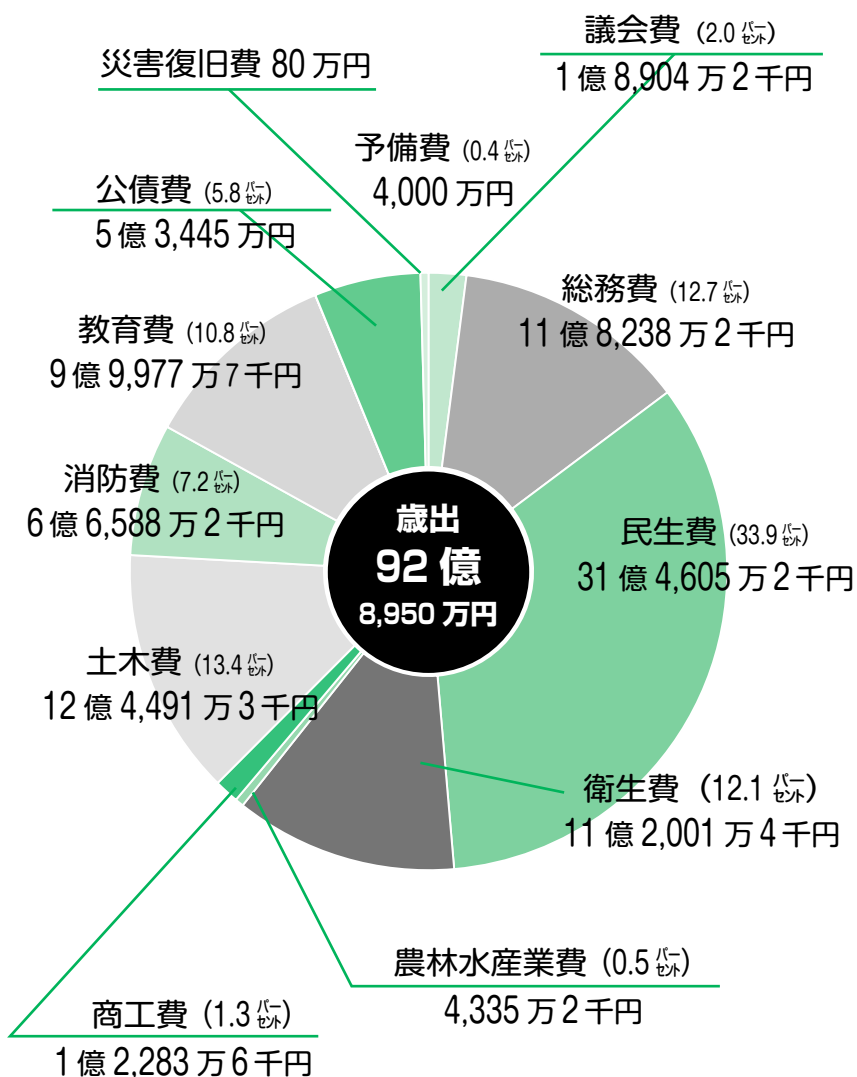 議会費 (2.0パーセント)
1億8,904万2千円
災害復旧費 80万円
予備費 (0.4パーセント)
4,000万円
公債費 (5.8パーセント)
5億3,445万円
総務費 (12.7パーセント)
11億8,238万2千円
教育費 (10.8パーセント)
9億9,977万7千円
消防費 (7.2パーセント)
6億6,588万2千円
歳出
92億
8,950万円
民生費 (33.9パーセント)
31億4,605万2千円
土木費 (13.4パーセント)
12億4,491万3千円
衛生費 (12.1パーセント)
11億2,001万4千円
農林水産業費 (0.5パーセント)
4,335万2千円
商工費 (1.3パーセント)
1億2,283万6千円